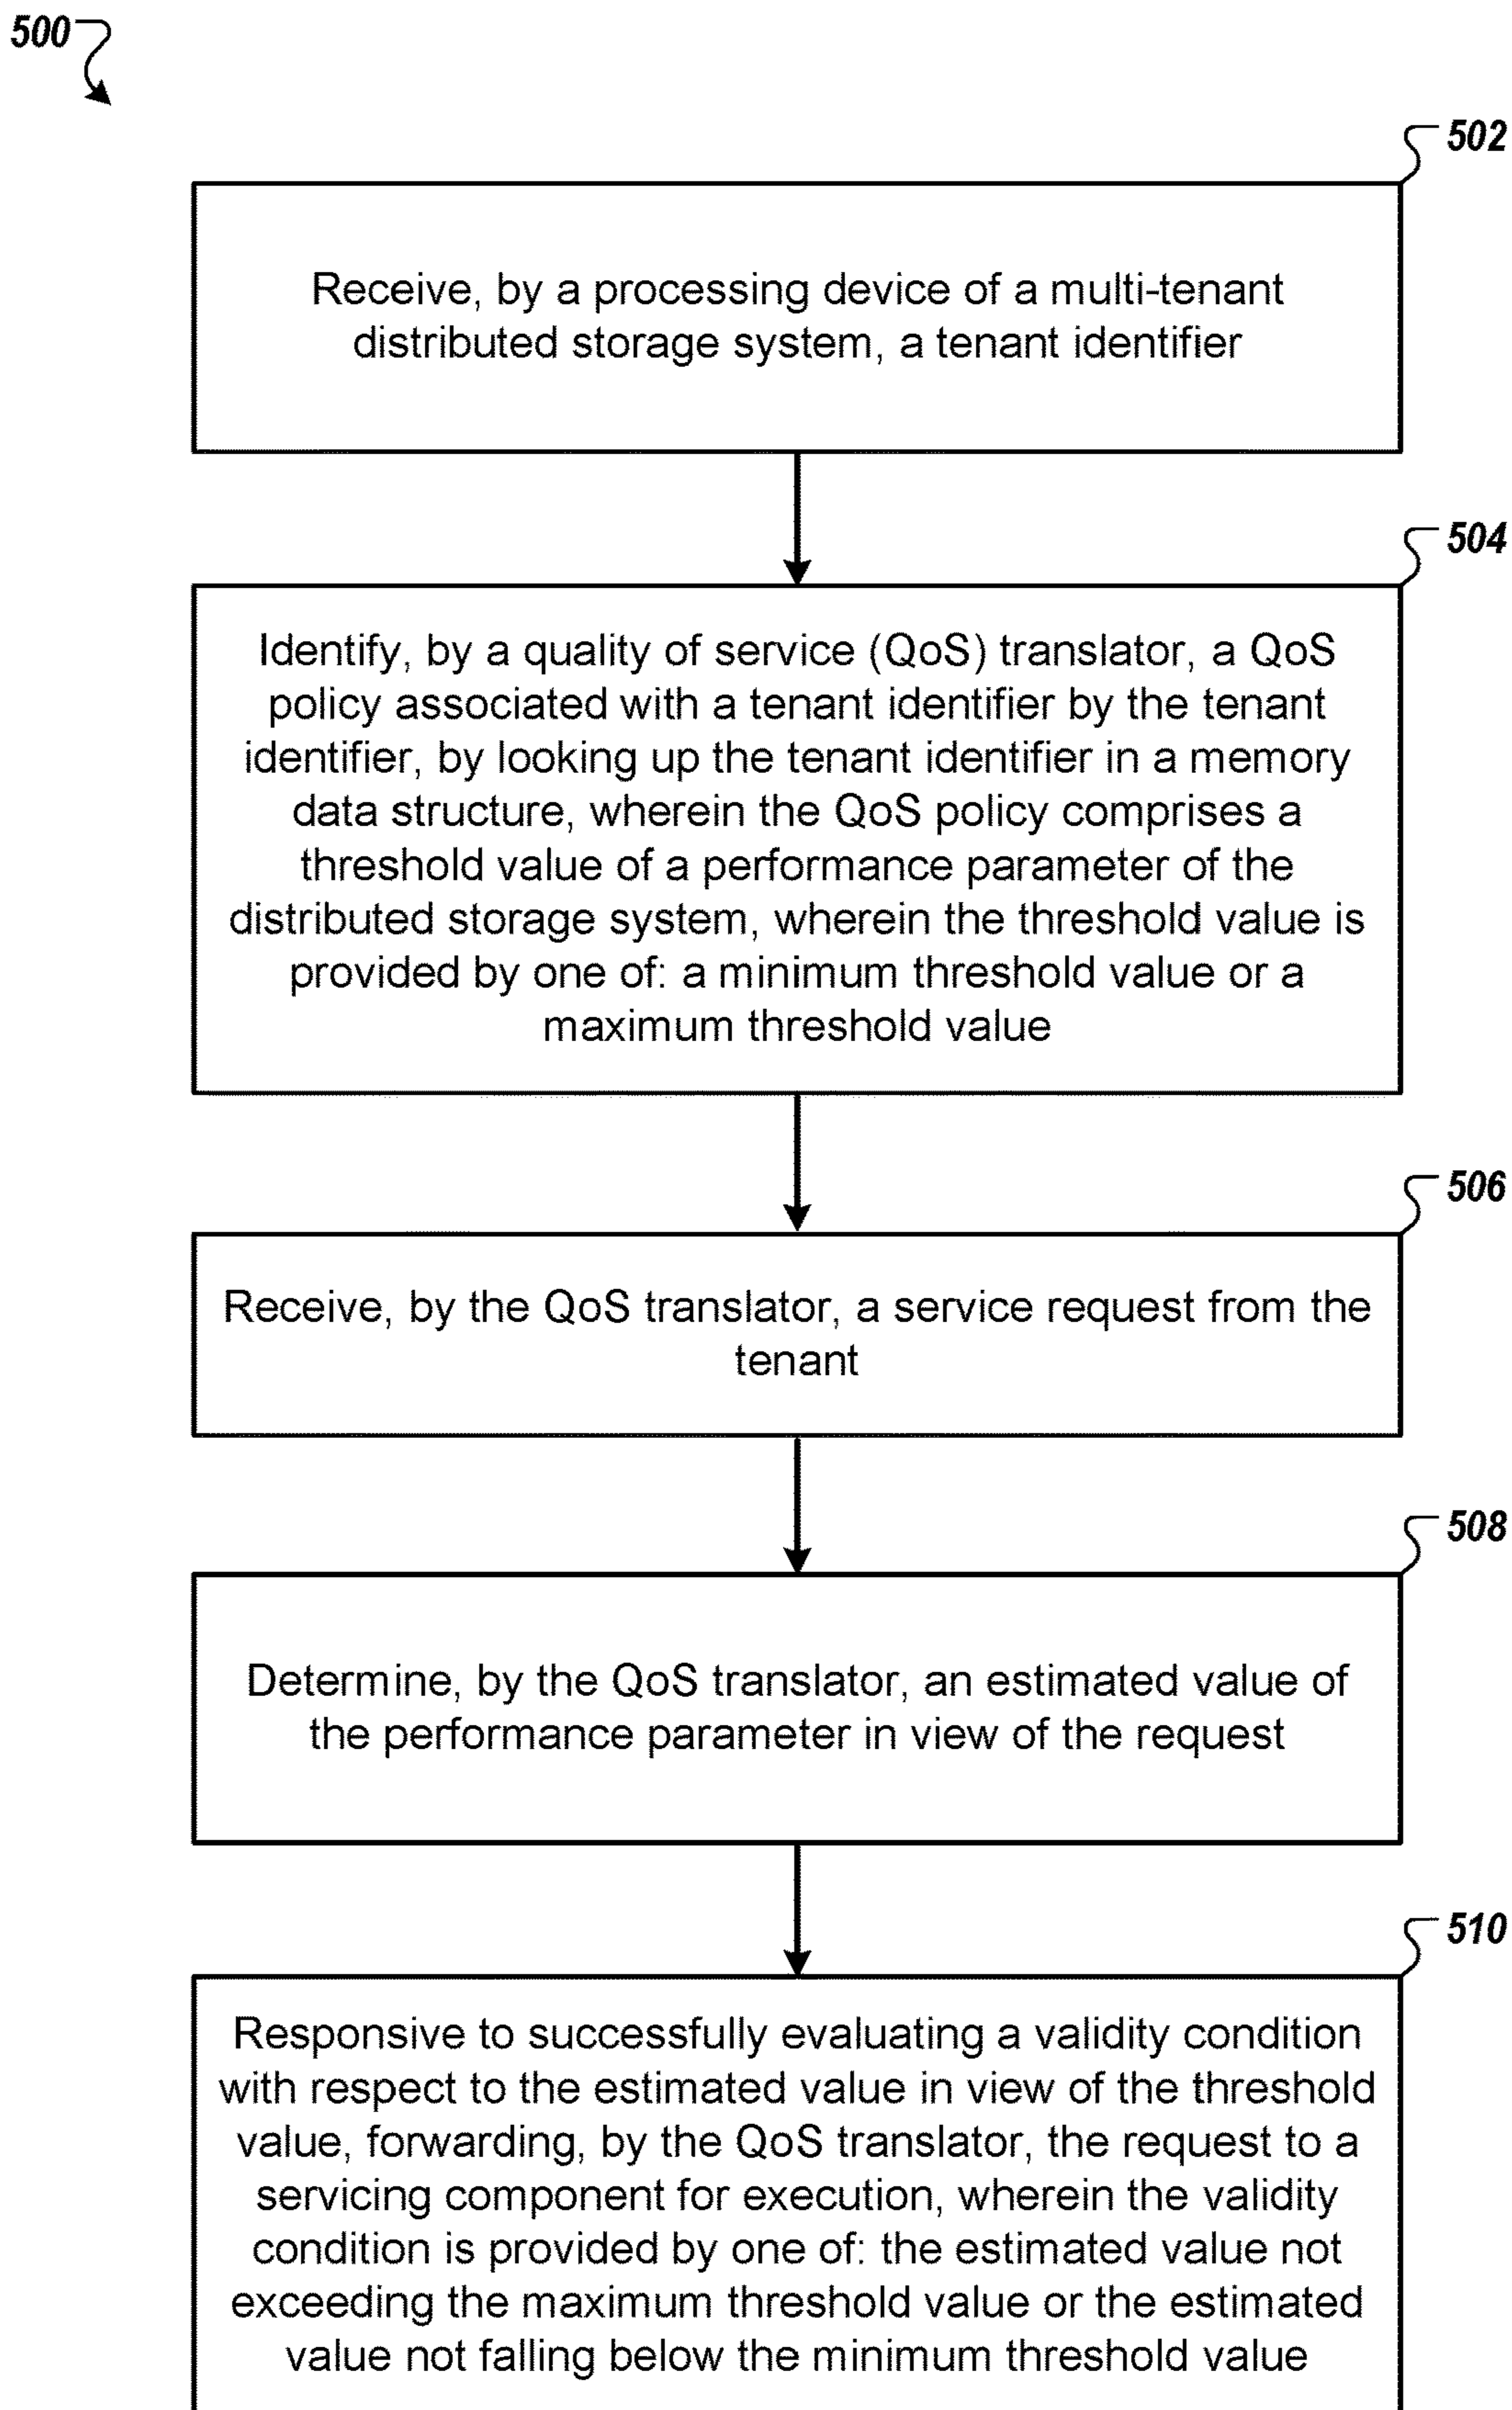 500
502
Receive, by a processing device of a multi-tenant
distributed storage system, a tenant identifier
504
Identify, by a quality of service (QoS) translator, a QoS
policy associated with a tenant identifier by the tenant
identifier, by looking up the tenant identifier in a memory
data structure, wherein the QoS policy comprises a
threshold value of a performance parameter of the
distributed storage system, wherein the threshold value is
provided by one of: a minimum threshold value or a
maximum threshold value
506
Receive, by the QoS translator, a service request from the
tenant
508
Determine, by the QoS translator, an estimated value of
the performance parameter in view of the request
510
Responsive to successfully evaluating a validity condition
with respect to the estimated value in view of the threshold
value, forwarding, by the QoS translator, the request to a
servicing component for execution, wherein the validity
condition is provided by one of: the estimated value not
exceeding the maximum threshold value or the estimated
value not falling below the minimum threshold value